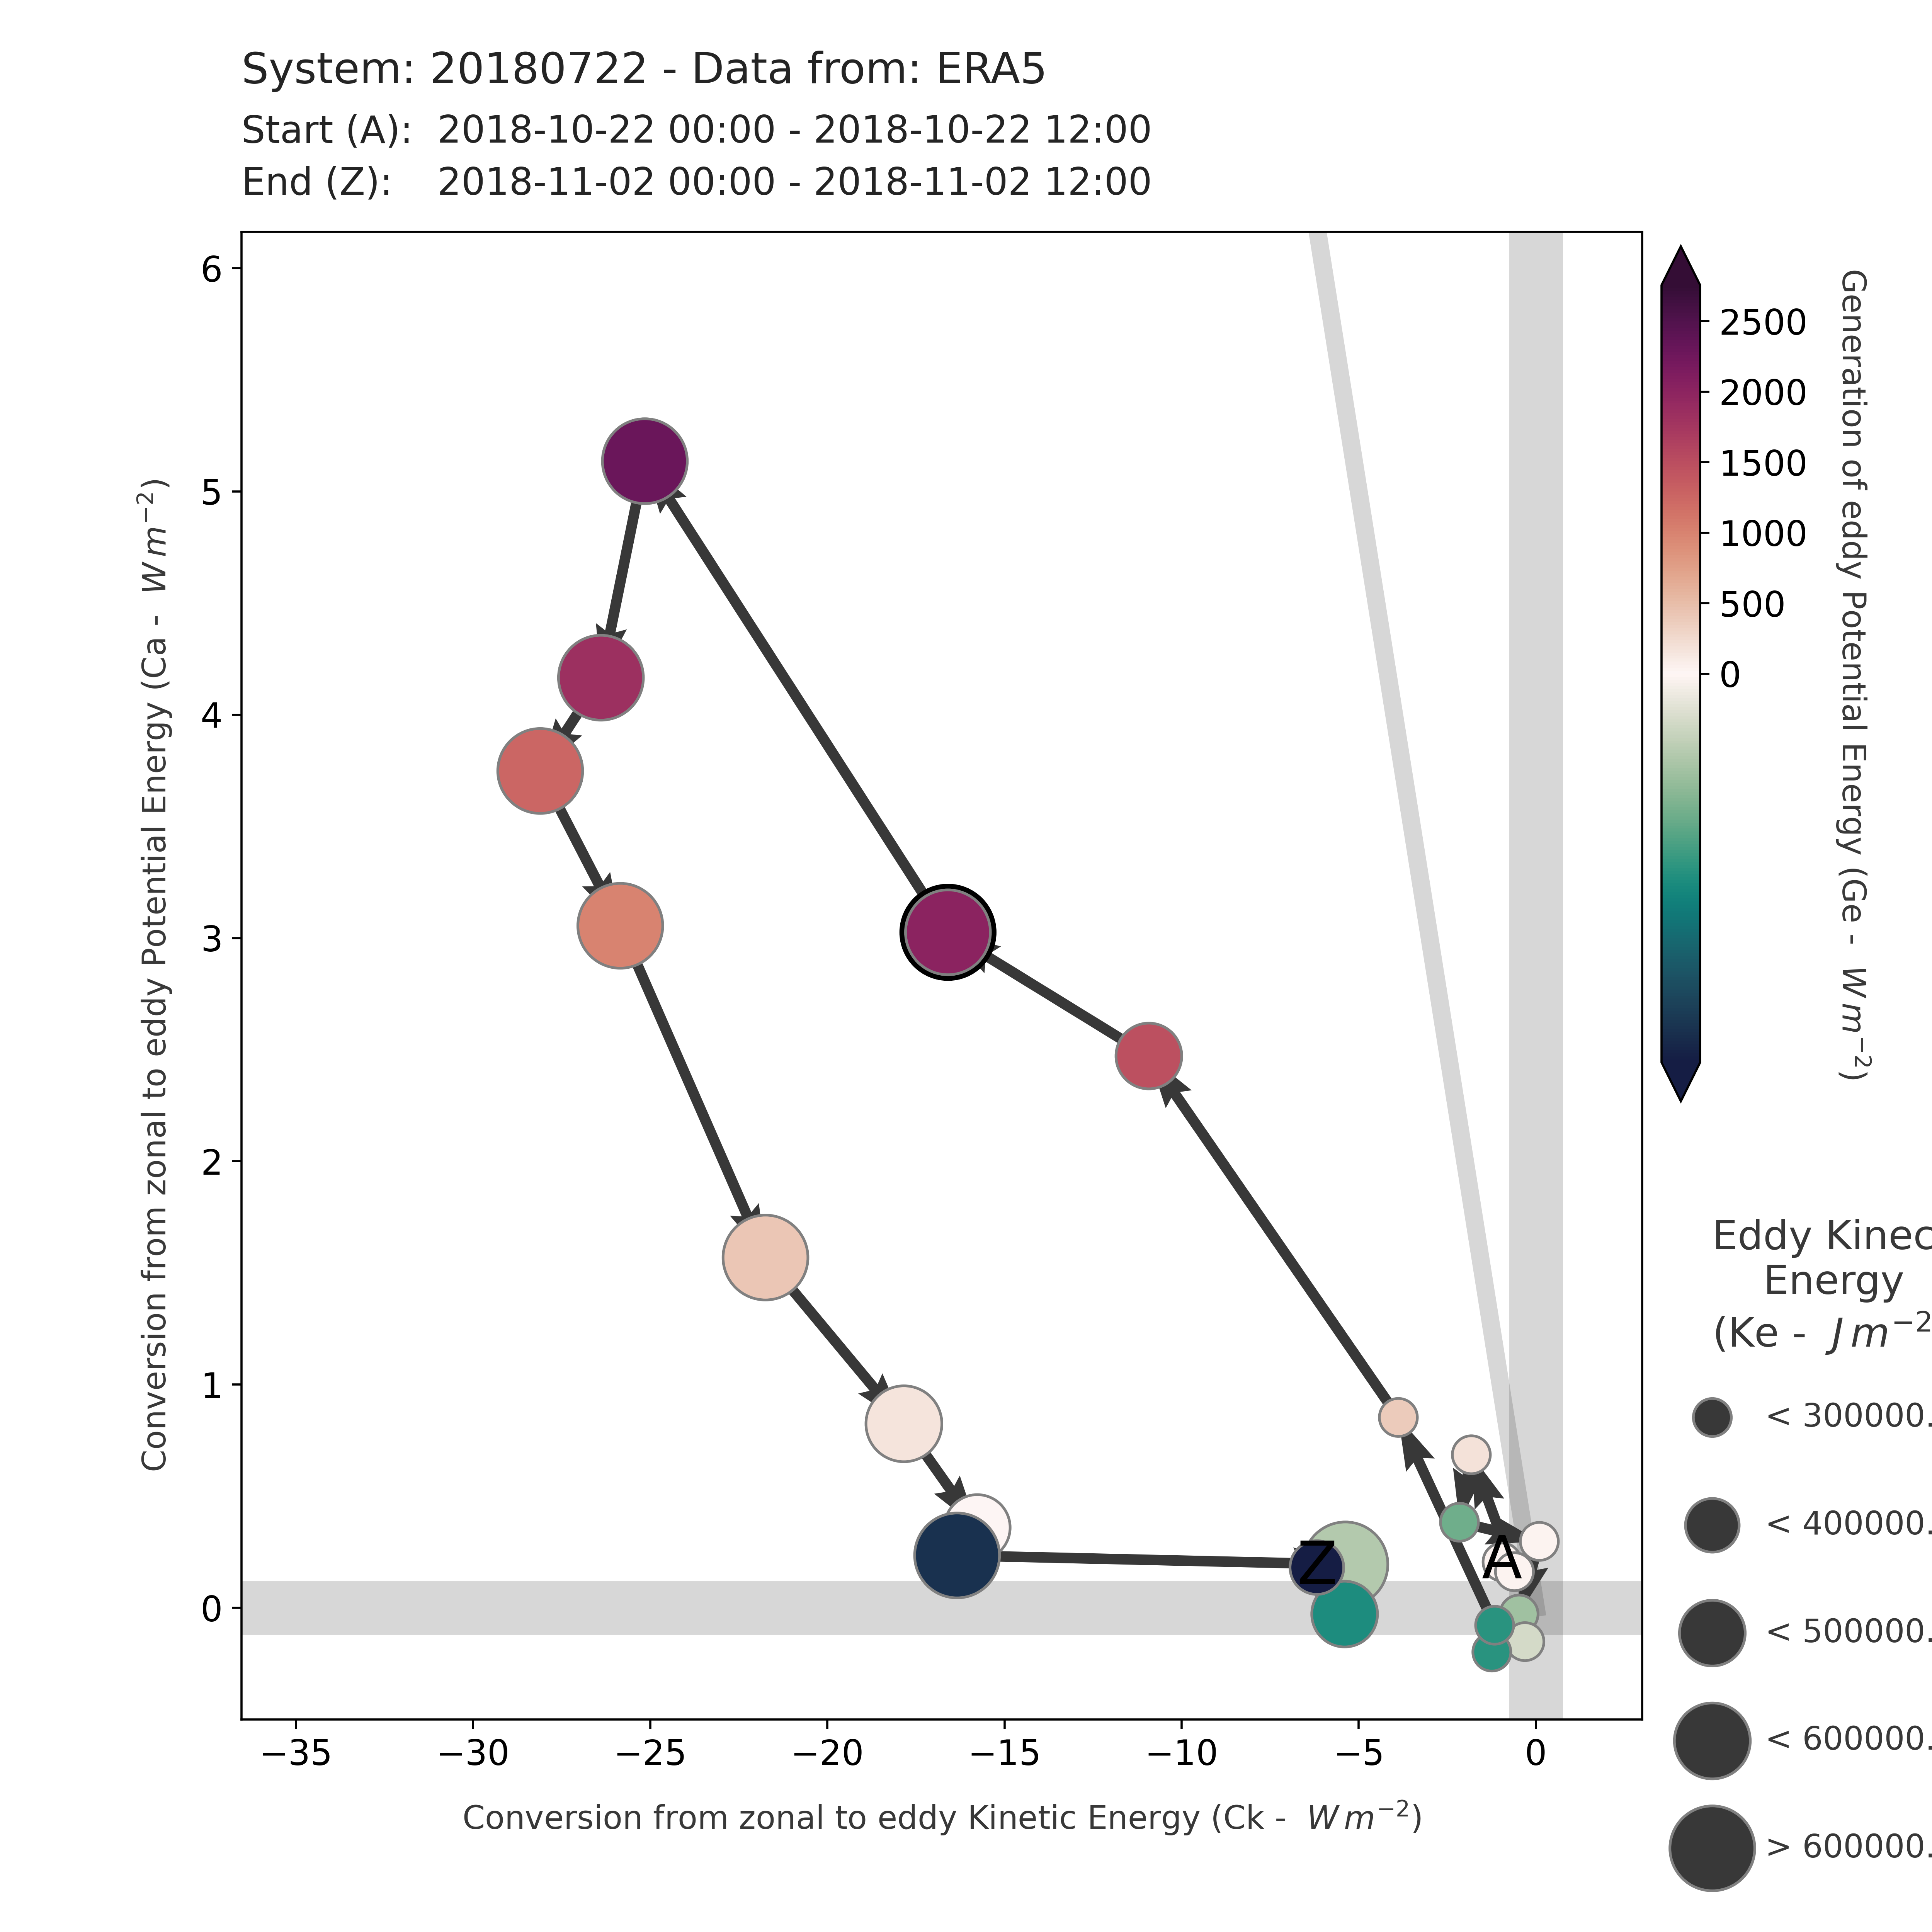 System: 20180722 - Data from: ERA5
Start (A): 2018-10-22 00:00 - 2018-10-22 12:00
End (Z): 2018-11-02 00:00 - 2018-11-02 12:00
6
5
4
3
2
1
0
Conversion from zonal to eddy Potential Energy (Ca - W m⁻²)
A
Z
−35
−30
−25
−20
−15
−10
−5
0
Conversion from zonal to eddy Kinetic Energy (Ck - W m⁻²)
2500
2000
1500
1000
500
0
Generation of eddy Potential Energy (Ge - W m⁻²)
Eddy Kinec
Energy
(Ke - J m⁻²
< 300000.
< 400000.
< 500000.
< 600000.
> 600000.